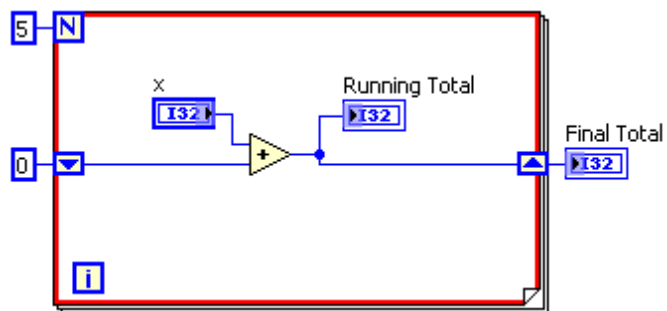 5 N
x
Running Total
I32
I32
+
Final Total
0
I32
i